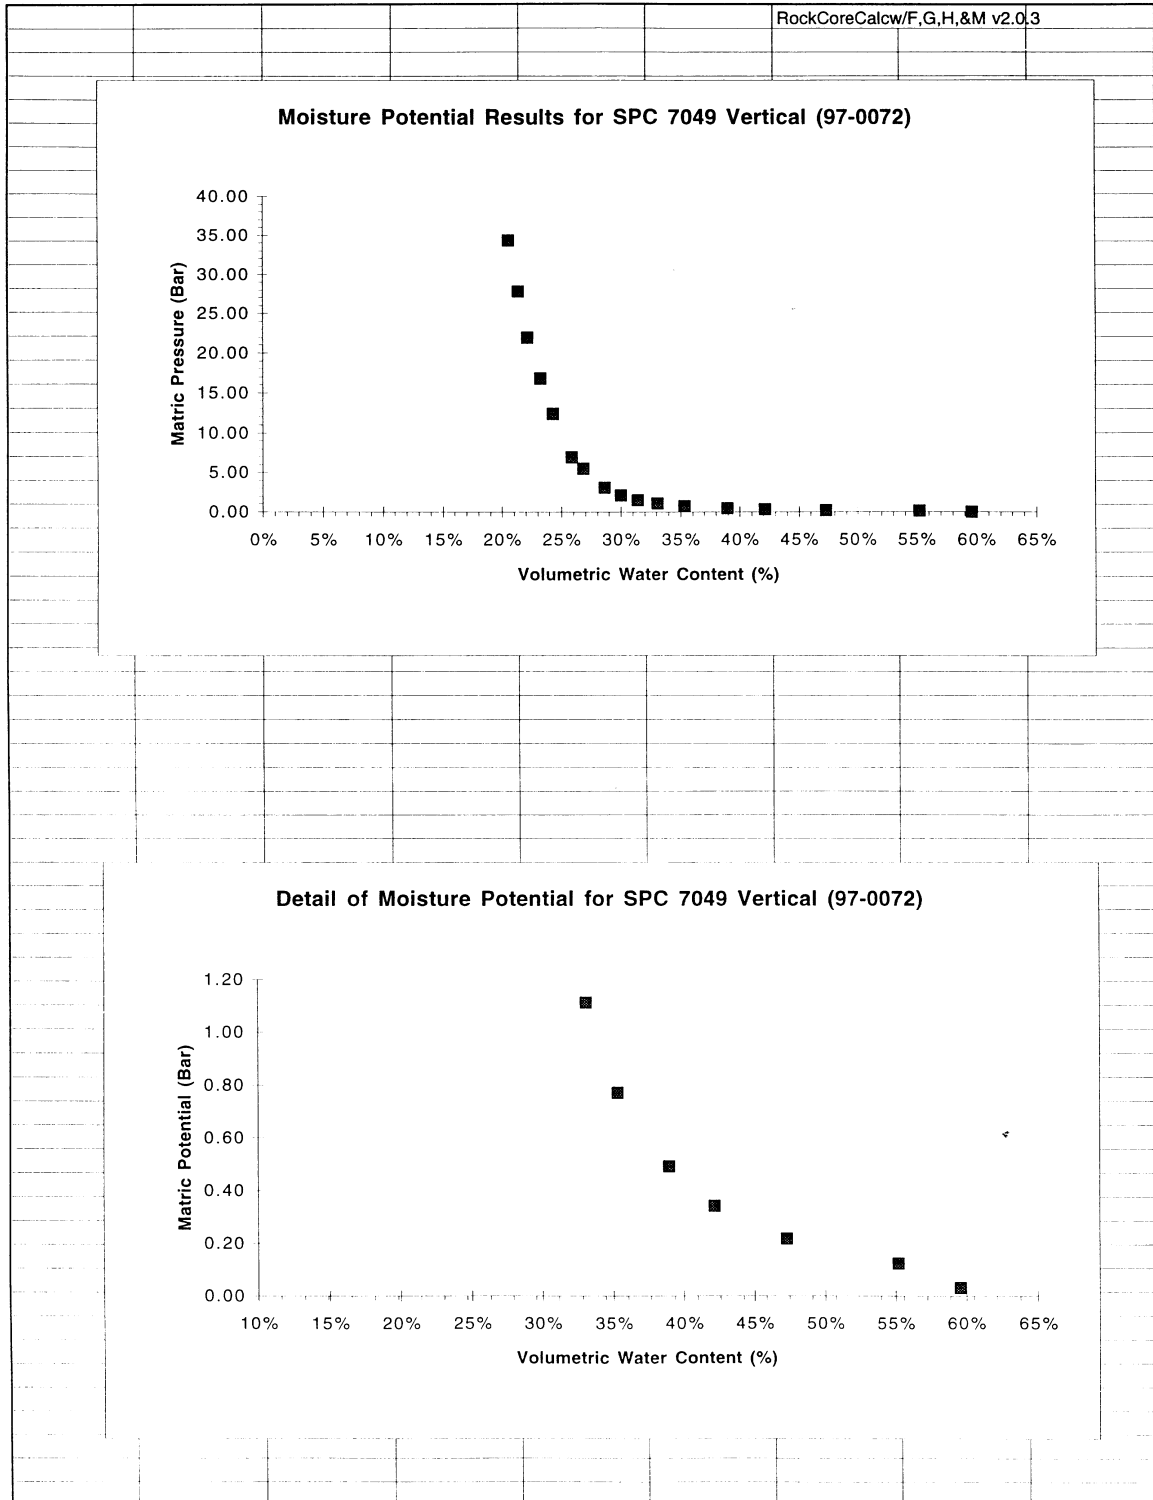 RockCoreCalcw/F,G,H,&M v2.0.3
Moisture Potential Results for SPC 7049 Vertical (97-0072)
40.00
35.00
30.00
25.00
20.00
15.00
10.00
5.00
0.00
Matric Pressure (Bar)
0% 5% 10% 15% 20% 25% 30% 35% 40% 45% 50% 55% 60% 65%
Volumetric Water Content (%)
Detail of Moisture Potential for SPC 7049 Vertical (97-0072)
1.20
1.00
0.80
0.60
0.40
0.20
0.00
Matric Potential (Bar)
10% 15% 20% 25% 30% 35% 40% 45% 50% 55% 60% 65%
Volumetric Water Content (%)